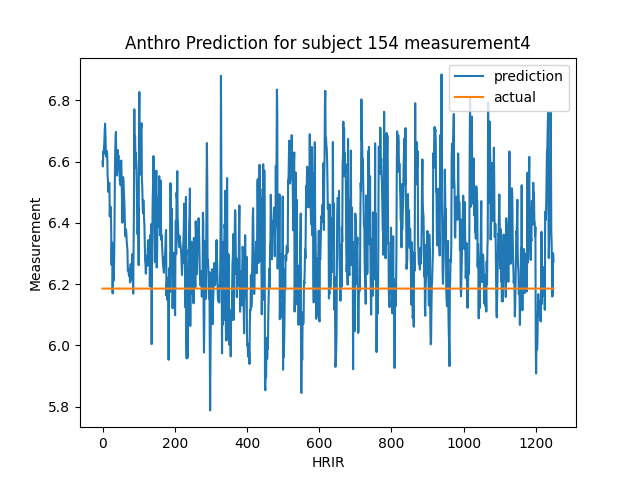 Anthro Prediction for subject 154 measurement4
prediction
actual
6.8
6.6
6.4
6.2
6.0
5.8
Measurement
0 200 400 600 800 1000 1200
HRIR